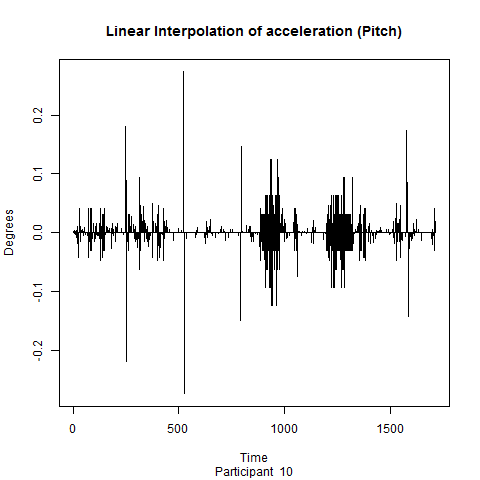 Linear Interpolation of acceleration (Pitch)
Degrees
0.2
0.1
0.0
-0.1
-0.2
0 500 1000 1500
Time
Participant 10